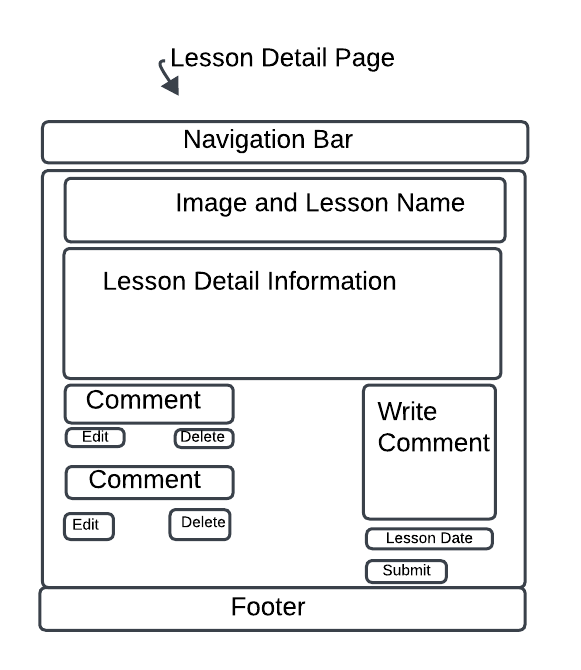 Lesson Detail Page
Navigation Bar
Image and Lesson Name
Lesson Detail Information
Comment
Edit
Delete
Comment
Edit
Delete
Write
Comment
Lesson Date
Submit
Footer